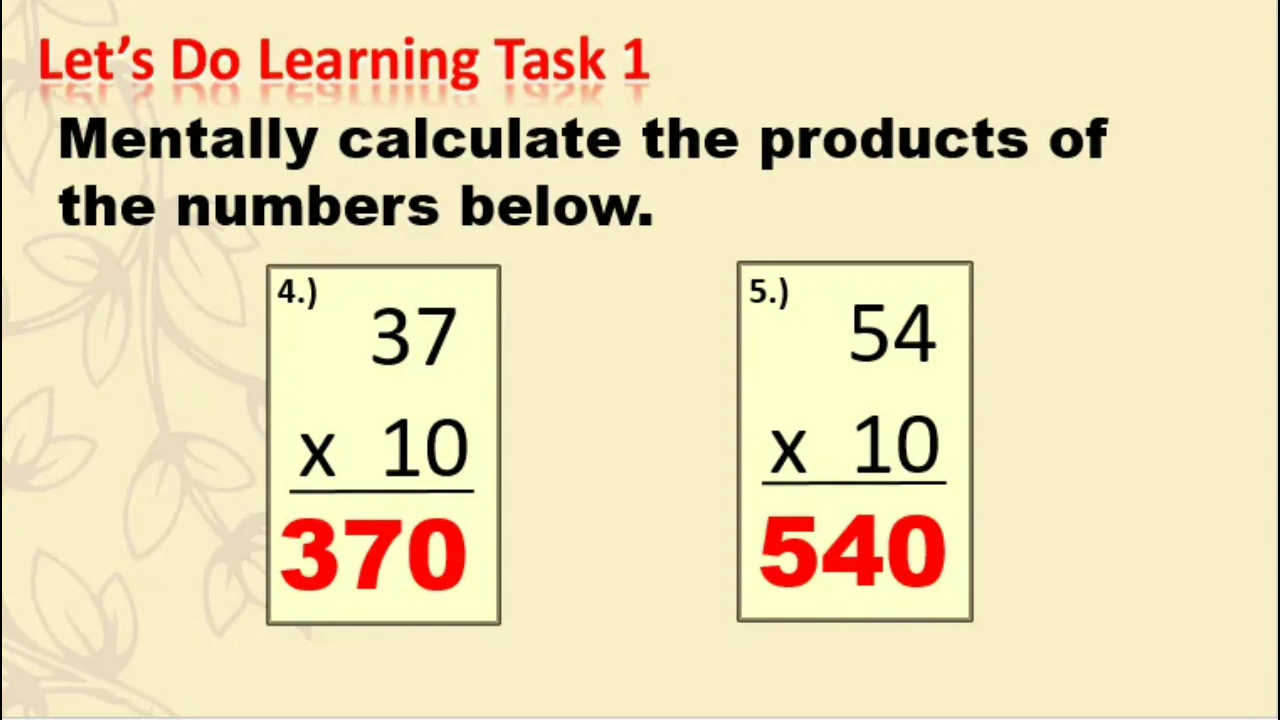 Let's Do Learning Task 1
Mentally calculate the products of
the numbers below.
4.)
37
x 10
370
5.)
54
x 10
540